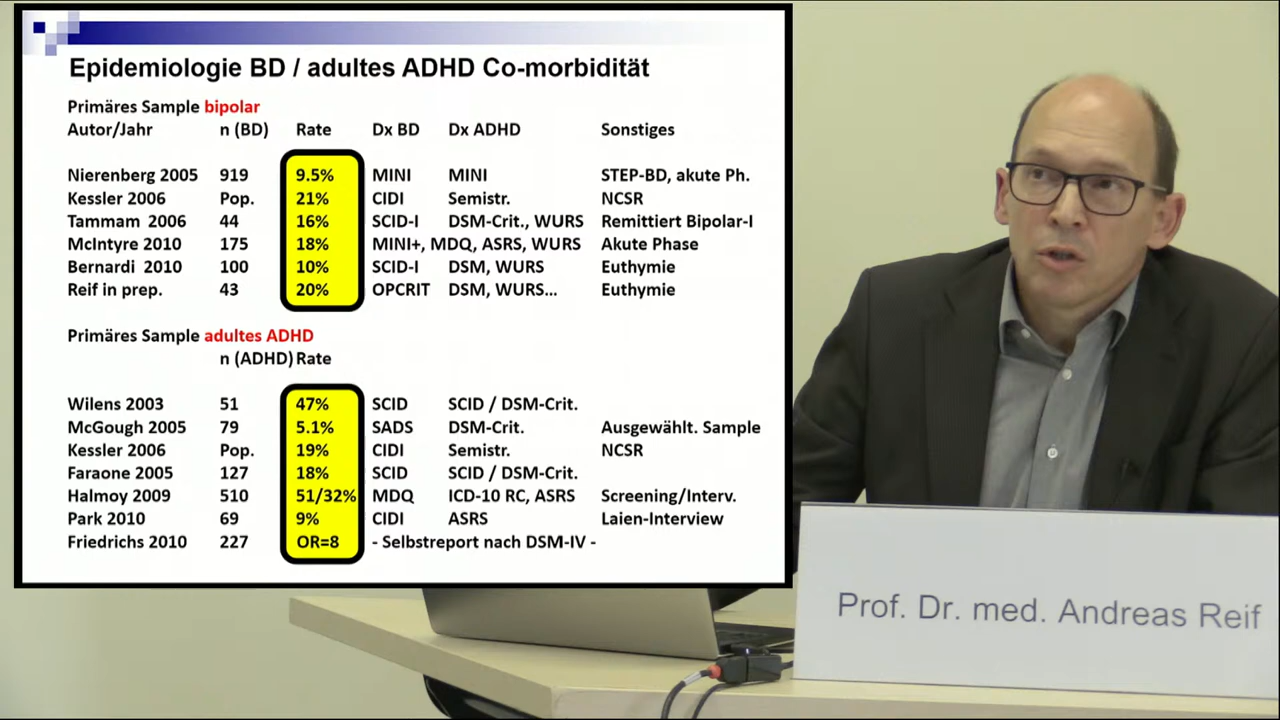 Epidemiologie BD / adultes ADHD Co-morbidität
Primäres Sample bipolar
Autor/Jahr n (BD) Rate Dx BD Dx ADHD Sonstiges
Nierenberg 2005 919 9.5% MINI MINI STEP-BD, akute Ph.
Kessler 2006 Pop. 21% CIDI Semistr. NCSR
Tammam 2006 44 16% SCID-I DSM-Crit., WURS Remittiert Bipolar-I
McIntyre 2010 175 18% MINI+, MDQ, ASRS, WURS Akute Phase
Bernardi 2010 100 10% SCID-I DSM, WURS Euthymie
Reif in prep. 43 20% OPCRIT DSM, WURS... Euthymie
Primäres Sample adultes ADHD
n (ADHD) Rate
Wilens 2003 51 47% SCID SCID / DSM-Crit.
McGough 2005 79 5.1% SADS DSM-Crit. Ausgewählt. Sample
Kessler 2006 Pop. 19% CIDI Semistr. NCSR
Faraone 2005 127 18% SCID SCID / DSM-Crit.
Halmoy 2009 510 51/32% MDQ ICD-10 RC, ASRS Screening/Interv.
Park 2010 69 9% CIDI ASRS Laien-Interview
Friedrichs 2010 227 OR=8 - Selbstreport nach DSM-IV -
Prof. Dr. med. Andreas Reif